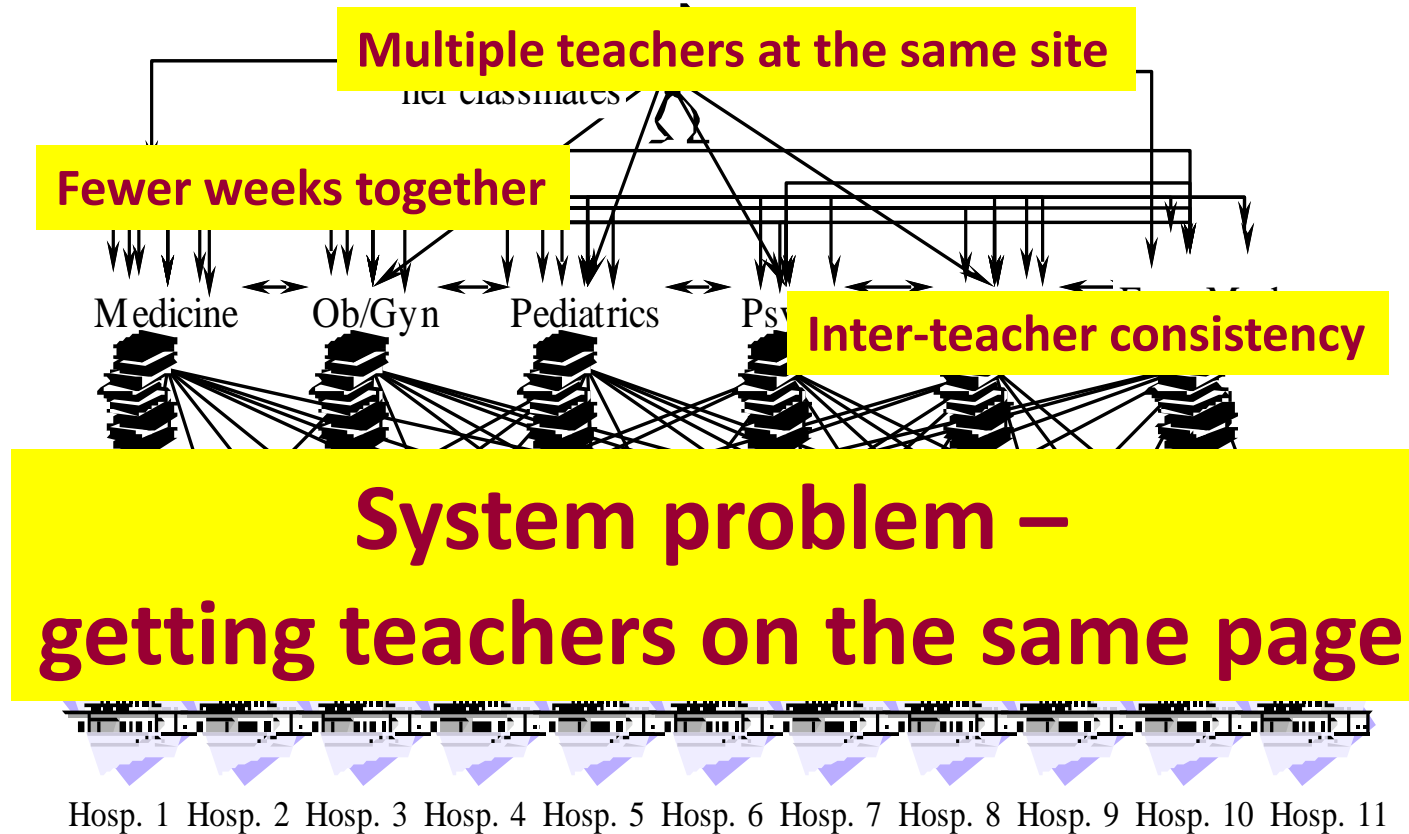 Multiple teachers at the same site
her classmates
Fewer weeks together
Medicine Ob/Gyn Pediatrics
Inter-teacher consistency
System problem –
getting teachers on the same page
Hosp. 1 Hosp. 2 Hosp. 3 Hosp. 4 Hosp. 5 Hosp. 6 Hosp. 7 Hosp. 8 Hosp. 9 Hosp. 10 Hosp. 11